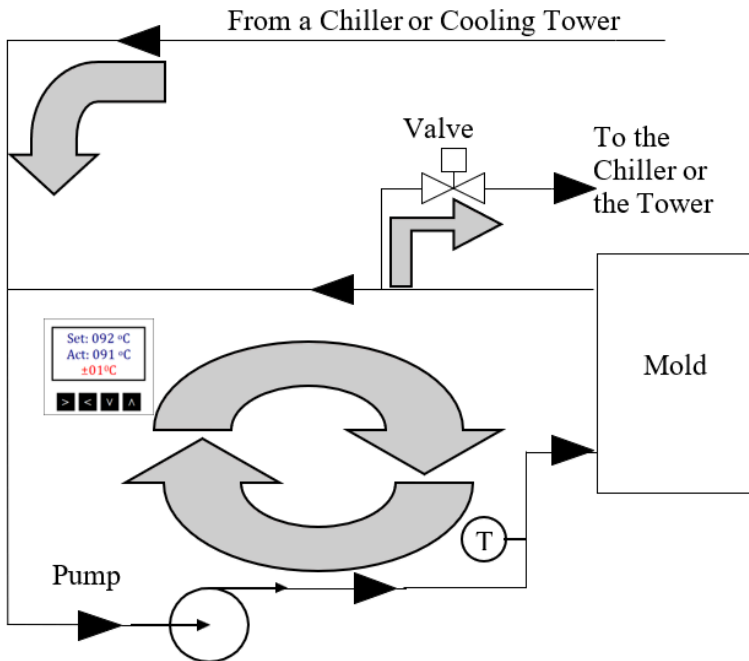 From a Chiller or Cooling Tower
Valve
To the
Chiller or
the Tower
Set: 092 ºC
Act: 091 ºC
±01ºC
> < v ʌ
Mold
T
Pump